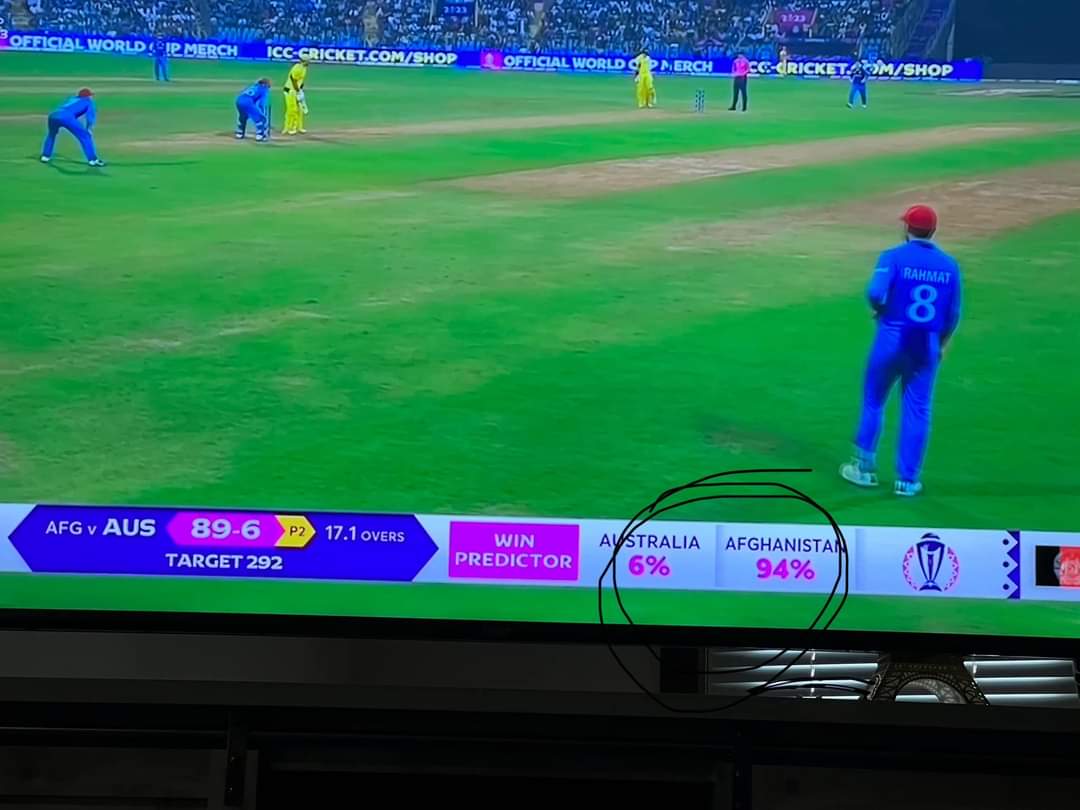 OFFICIAL WORLD CUP MERCH ICC-CRICKET.COM/SHOP OFFICIAL WORLD CUP MERCH ICC-CRICKET.COM/SHOP
RAHMAT
8
AFG v AUS 89-6 P2 17.1 OVERS
TARGET 292
WIN
PREDICTOR
AUSTRALIA
6%
AFGHANISTAN
94%